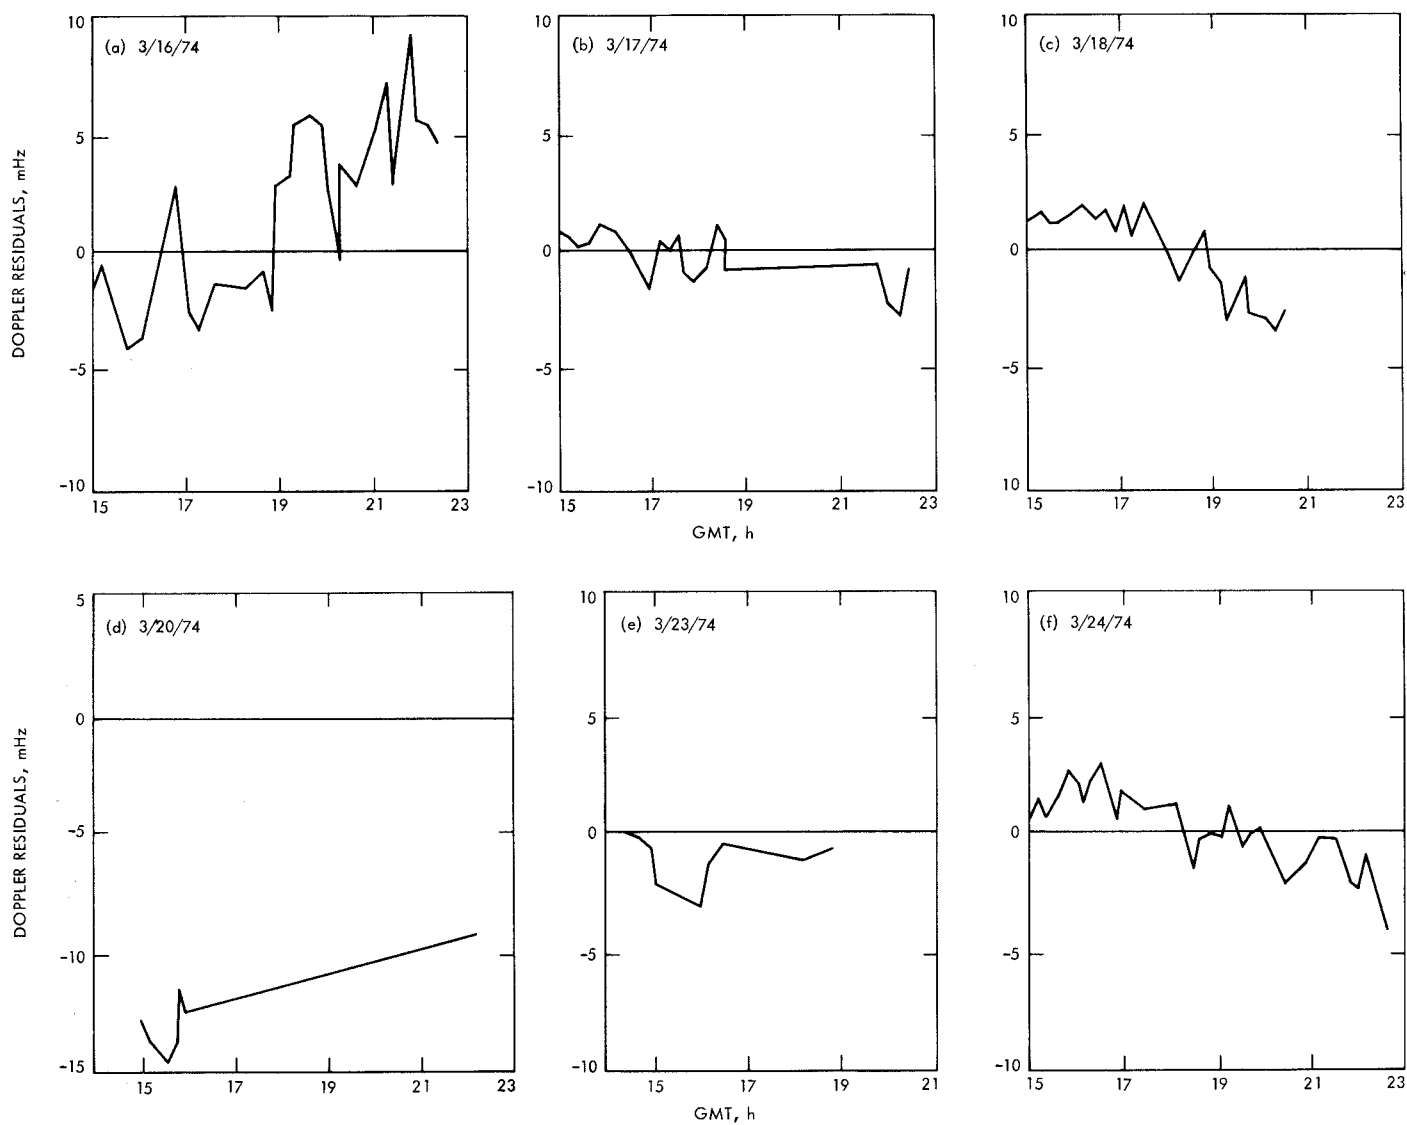 10
(a) 3/16/74
5
0
-5
-10
15 17 19 21 23
10
(b) 3/17/74
5
0
-5
-10
15 17 19 21 23
10
(c) 3/18/74
5
0
-5
10
15 17 19 21 23
DOPPLER RESIDUALS, mHz
GMT, h
5
(d) 3/20/74
0
-5
-10
-15
15 17 19 21 23
10
(e) 3/23/74
5
0
-5
-10
15 17 19 21
10
(f) 3/24/74
5
0
-5
-10
15 17 19 21 23
DOPPLER RESIDUALS, mHz
GMT, h